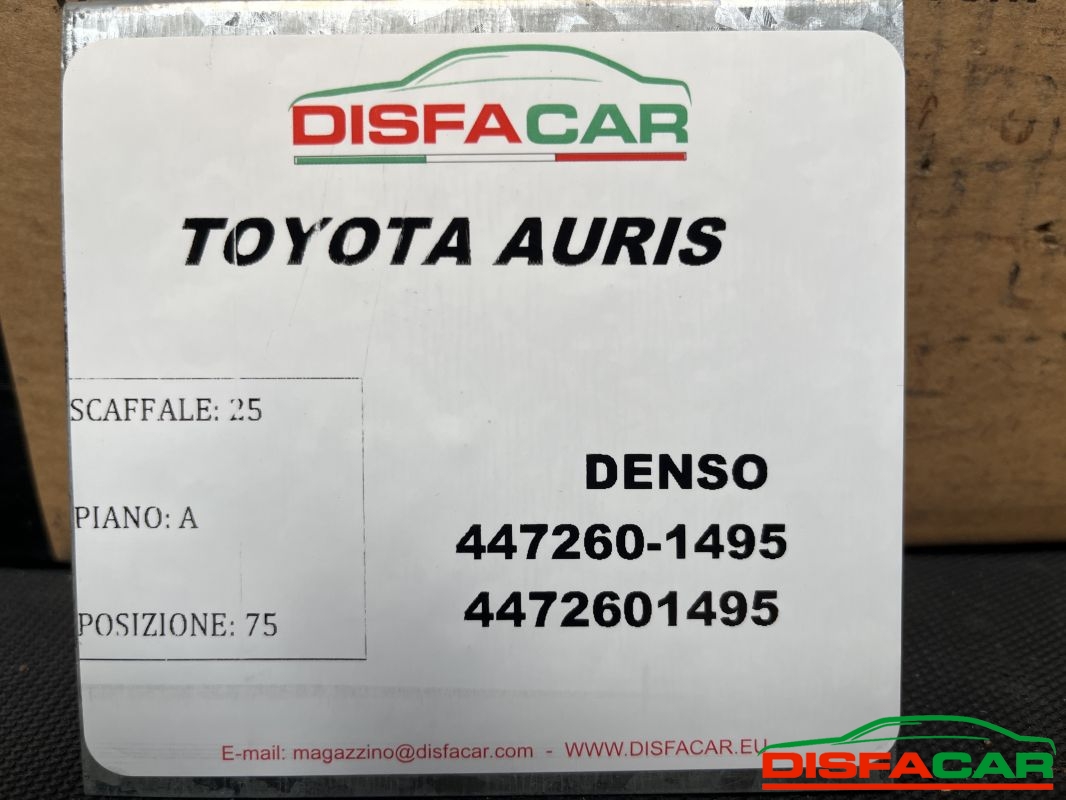 DISFACAR
TOYOTA AURIS
SCAFFALE: 25
PIANO: A
POSIZIONE: 75
DENSO
447260-1495
4472601495
E-mail: magazzino@disfacar.com - WWW.DISFACAR.EU
DISFACAR